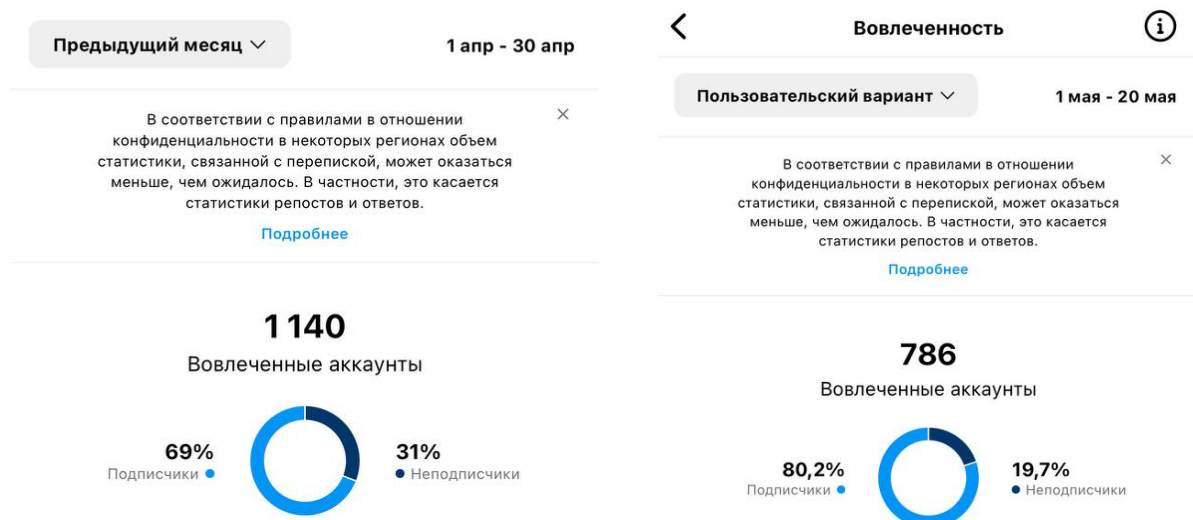 Предыдущий месяц
1 апр - 30 апр
В соответствии с правилами в отношении
конфиденциальности в некоторых регионах объем
статистики, связанной с перепиской, может оказаться
меньше, чем ожидалось. В частности, это касается
статистики репостов и ответов.
Подробнее
1 140
Вовлеченные аккаунты
69%
Подписчики
31%
Неподписчики
Вовлеченность
Пользовательский вариант
1 мая - 20 мая
В соответствии с правилами в отношении
конфиденциальности в некоторых регионах объем
статистики, связанной с перепиской, может оказаться
меньше, чем ожидалось. В частности, это касается
статистики репостов и ответов.
Подробнее
786
Вовлеченные аккаунты
80,2%
Подписчики
19,7%
Неподписчики